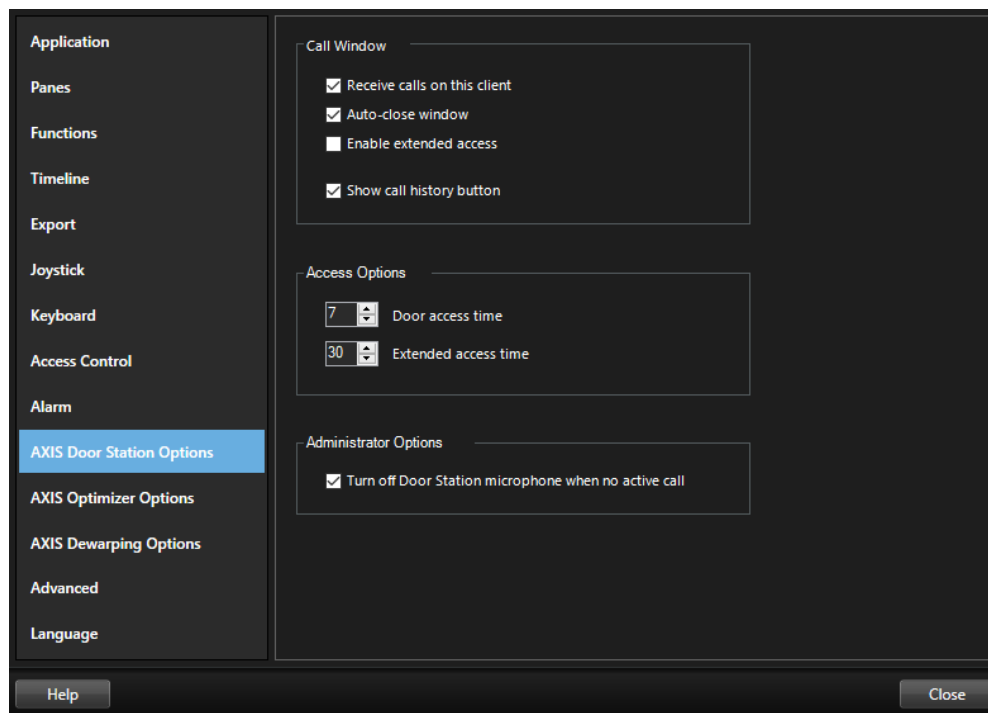 Application
Panes
Functions
Timeline
Export
Joystick
Keyboard
Access Control
Alarm
AXIS Door Station Options
AXIS Optimizer Options
AXIS Dewarping Options
Advanced
Language
Call Window
Receive calls on this client
Auto-close window
Enable extended access
Show call history button
Access Options
7 Door access time
30 Extended access time
Administrator Options
Turn off Door Station microphone when no active call
Help
Close